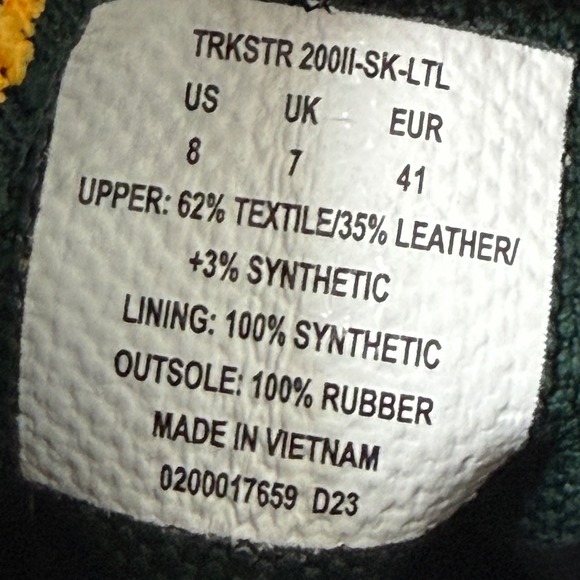 TRKSTR 200II-SK-LTL
US UK EUR
8 7 41
UPPER: 62% TEXTILE/35% LEATHER/
+3% SYNTHETIC
LINING: 100% SYNTHETIC
OUTSOLE: 100% RUBBER
MADE IN VIETNAM
0200017659 D23